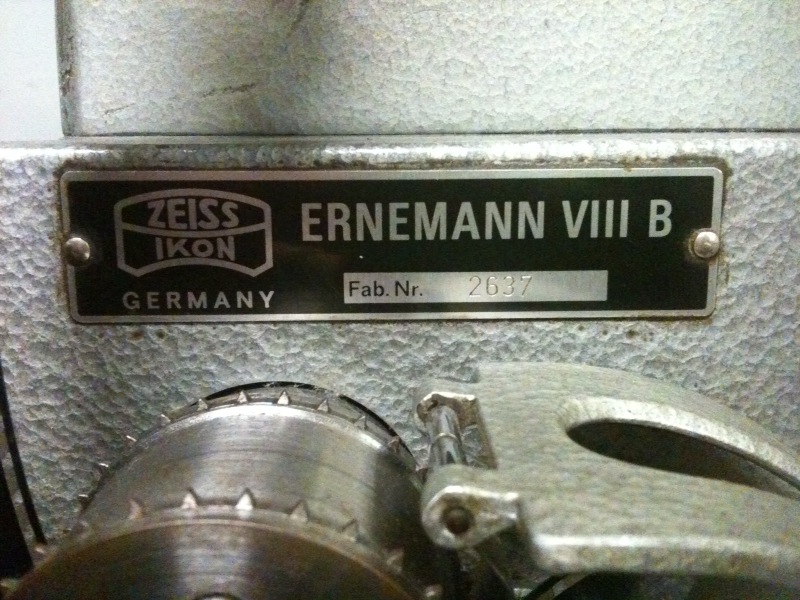 ZEISS
IKON
GERMANY
ERNEMANN VIII B
Fab. Nr. 2637